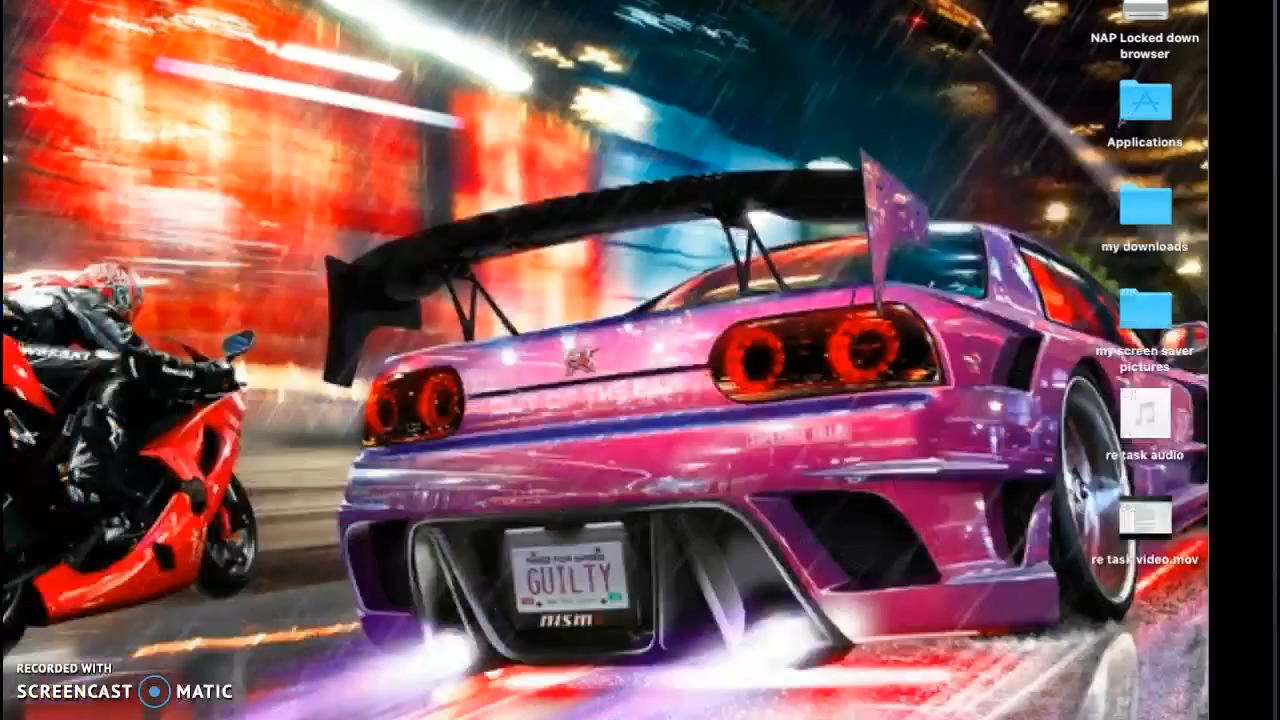 NAP Locked down
browser
Applications
my downloads
my screen saver
pictures
re task audio
re task video.mov
GUILTY
nismo
RECORDED WITH
SCREENCAST MATIC